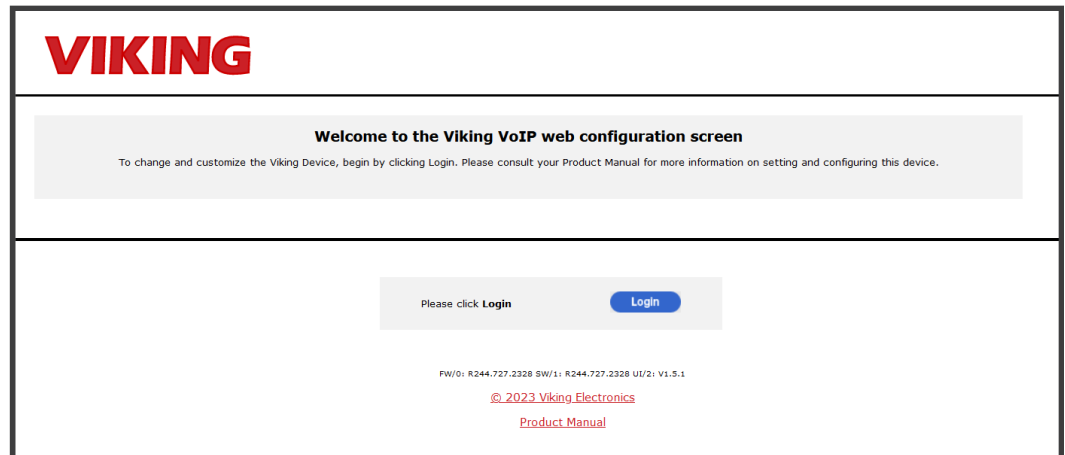 VIKING
Welcome to the Viking VoIP web configuration screen
To change and customize the Viking Device, begin by clicking Login. Please consult your Product Manual for more information on setting and configuring this device.
Please click Login
Login
FW/0: R244.727.2328 SW/1: R244.727.2328 UI/2: V1.5.1
© 2023 Viking Electronics
Product Manual